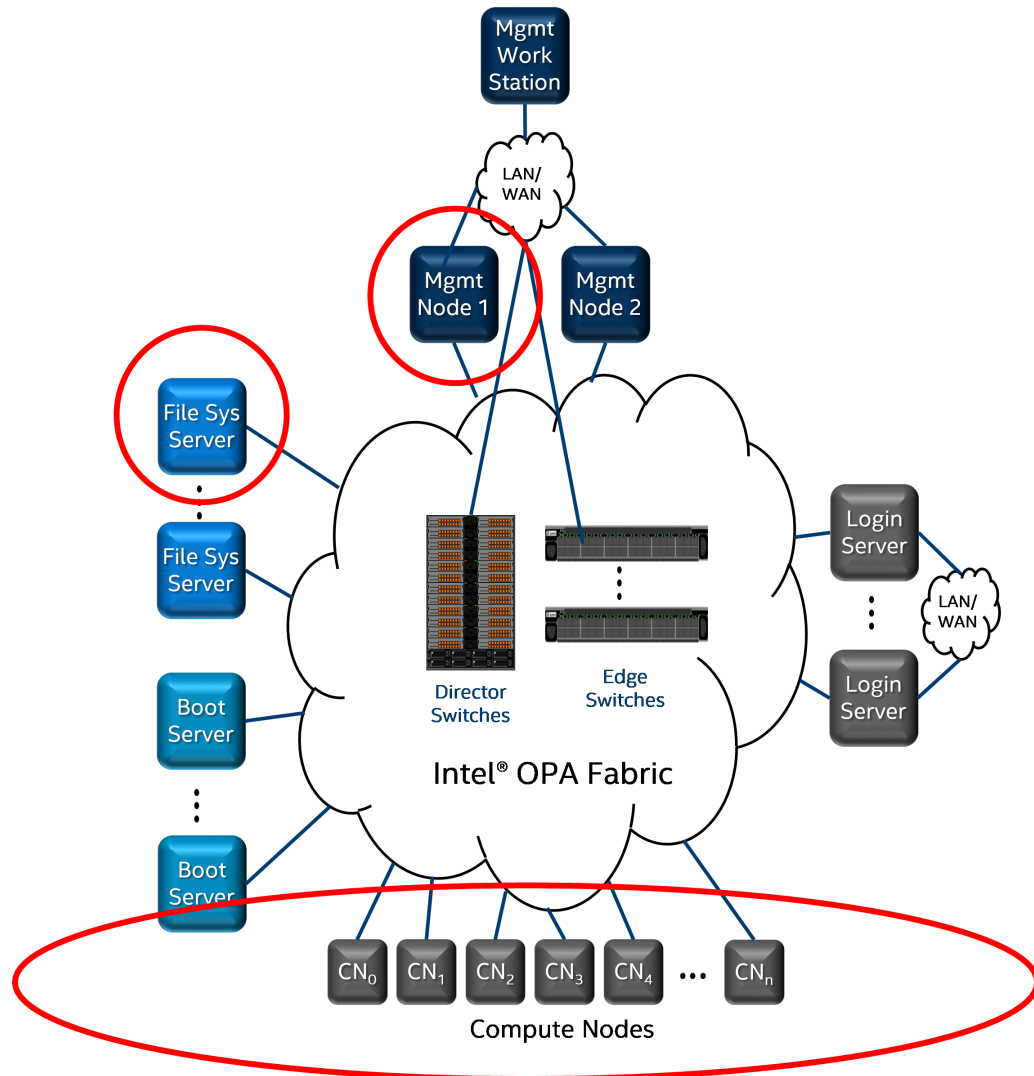 Mgmt
Work
Station
LAN/
WAN
Mgmt
Node 1
Mgmt
Node 2
File Sys
Server
File Sys
Server
Login
Server
LAN/
WAN
Login
Server
Director
Switches
Edge
Switches
Boot
Server
Intel® OPA Fabric
Boot
Server
CN₀ CN₁ CN₂ CN₃ CN₄ ••• CNₙ
Compute Nodes